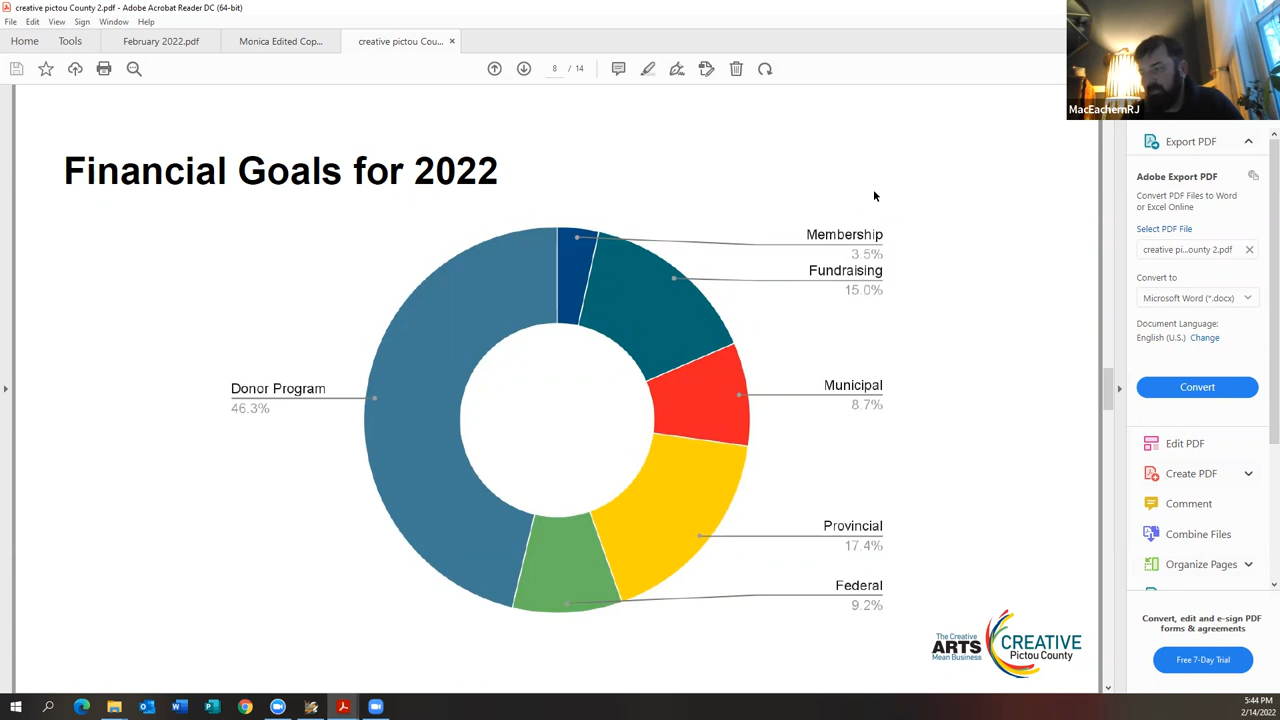 creative pictou County 2.pdf - Adobe Acrobat Reader DC (64-bit)
File Edit View Sign Window Help
Home Tools February 2022.pdf Monica Edited Cop... creative pictou Cou... ×
8 / 14
MacEachernRJ
Financial Goals for 2022
Membership
3.5%
Fundraising
15.0%
Municipal
8.7%
Provincial
17.4%
Federal
9.2%
Donor Program
46.3%
The Creative
ARTS
Mean Business
CREATIVE
Pictou County
Export PDF
Adobe Export PDF
Convert PDF Files to Word
or Excel Online
Select PDF File
creative pi...ounty 2.pdf
Convert to
Microsoft Word (*.docx)
Document Language:
English (U.S.) Change
Convert
Edit PDF
Create PDF
Comment
Combine Files
Organize Pages
Convert, edit and e-sign PDF
forms & agreements
Free 7-Day Trial
5:44 PM
2/14/2022